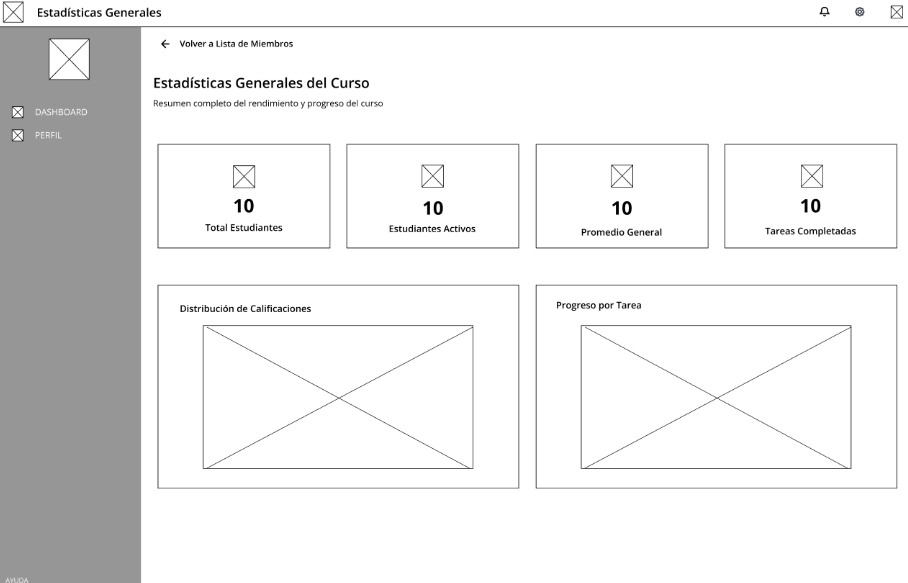 Estadísticas Generales
DASHBOARD
PERFIL
AYUDA
Volver a Lista de Miembros
Estadísticas Generales del Curso
Resumen completo del rendimiento y progreso del curso
10
Total Estudiantes
10
Estudiantes Activos
10
Promedio General
10
Tareas Completadas
Distribución de Calificaciones
Progreso por Tarea